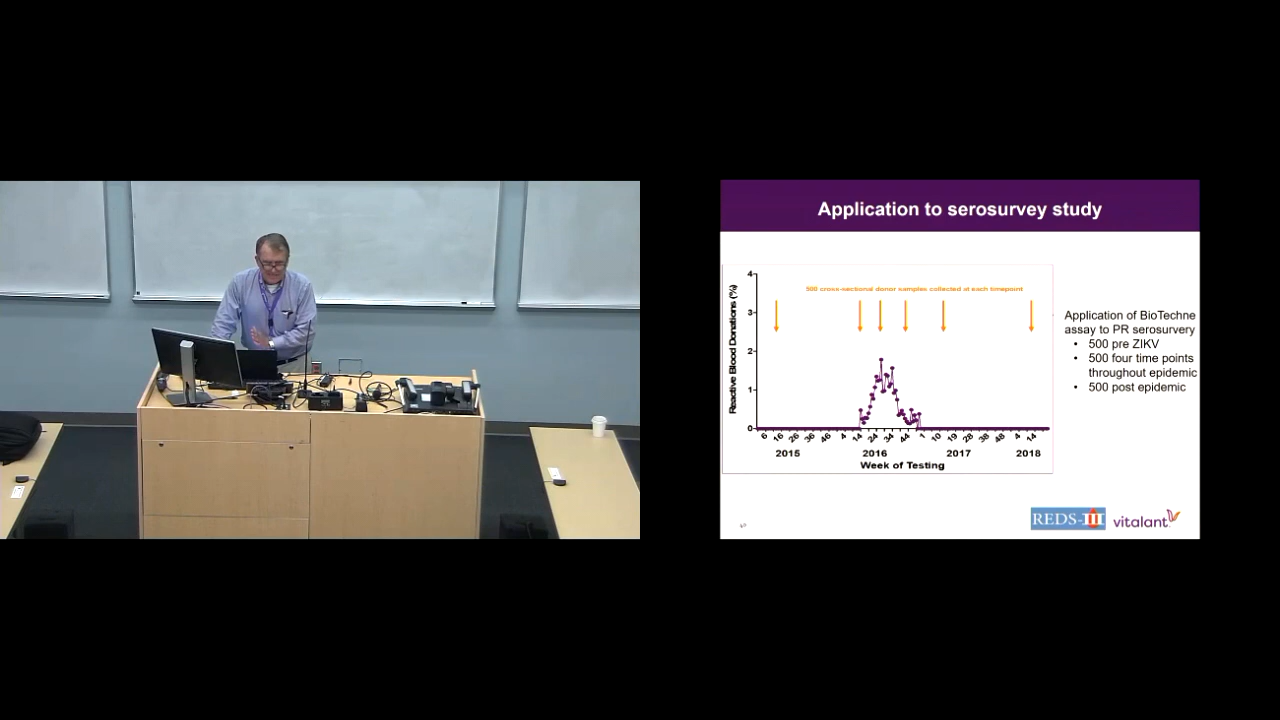 Application to serosurvey study
500 cross-sectional donor samples collected at each timepoint
Reactive Blood Donations (%)
4
3
2
1
0
6 16 26 36 46 4 14 24 34 44 1 10 19 28 38 48 4 14
2015 2016 2017 2018
Week of Testing
Application of BioTechne
assay to PR serosurvery
• 500 pre ZIKV
• 500 four time points
throughout epidemic
• 500 post epidemic
REDS-III vitalant